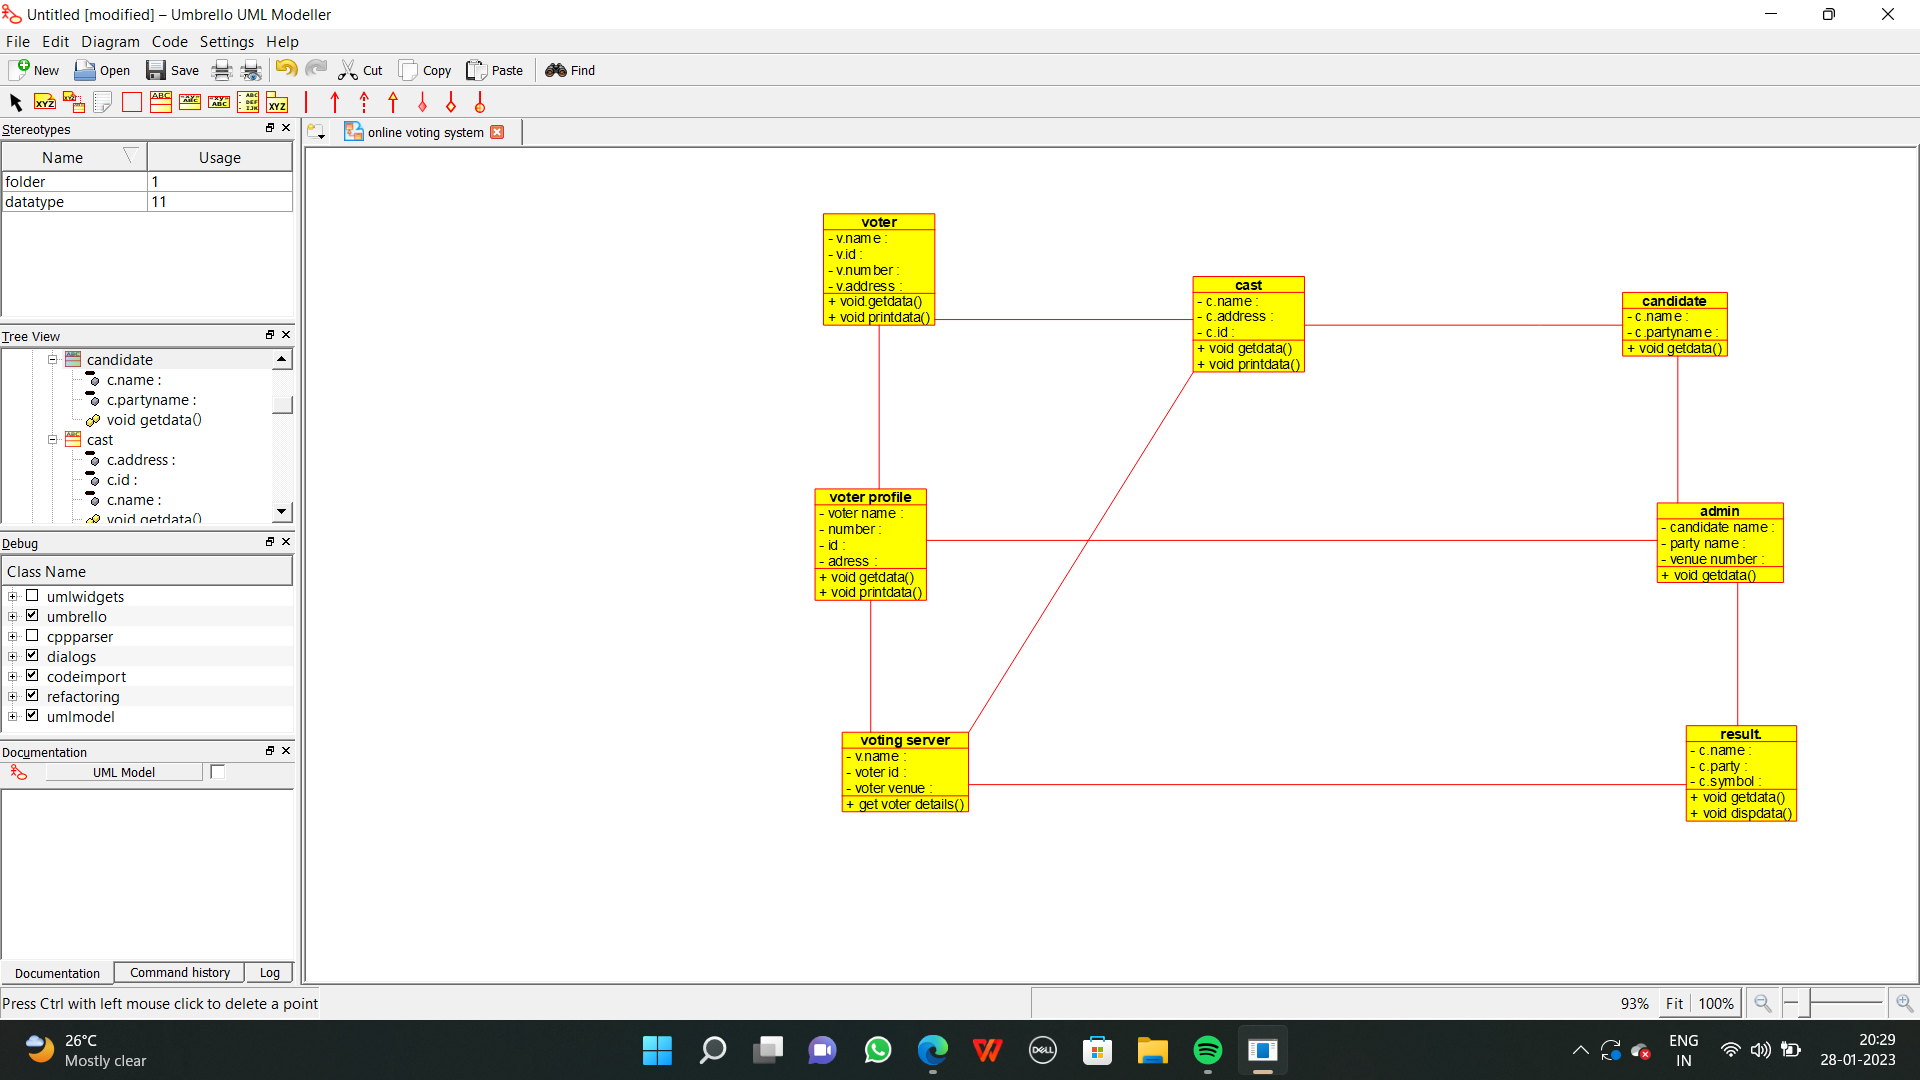 Untitled [modified] – Umbrello UML Modeller
File Edit Diagram Code Settings Help
New Open Save Cut Copy Paste Find
Stereotypes
Name Usage
folder 1
datatype 11
Tree View
candidate
c.name :
c.partyname :
void getdata()
cast
c.address :
c.id :
c.name :
void getdata()
Debug
Class Name
umlwidgets
umbrello
cppparser
dialogs
codeimport
refactoring
umlmodel
Documentation
UML Model
Documentation Command history Log
Press Ctrl with left mouse click to delete a point
online voting system
voter
- v.name :
- v.id :
- v.number :
- v.address :
+ void.getdata()
+ void printdata()
cast
- c.name :
- c.address :
- c.id :
+ void getdata()
+ void printdata()
candidate
- c.name :
- c.partyname :
+ void getdata()
voter profile
- voter name :
- number :
- id :
- adress :
+ void getdata()
+ void printdata()
admin
- candidate name :
- party name :
- venue number :
+ void getdata()
voting server
- v.name :
- voter id :
- voter venue :
+ get voter details()
result.
- c.name :
- c.party :
- c.symbol :
+ void getdata()
+ void dispdata()
93% Fit 100%
26°C
Mostly clear
DELL
ENG
IN
20:29
28-01-2023